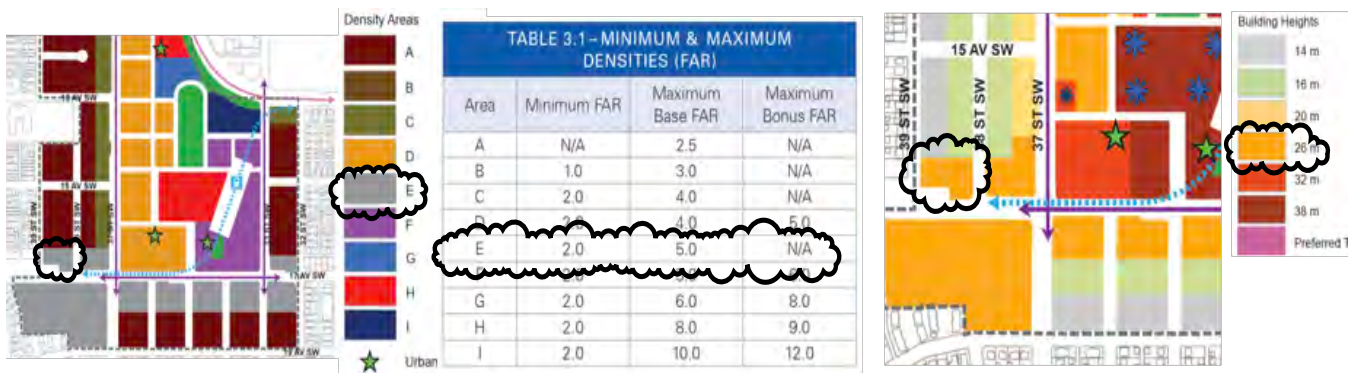 Density Areas
A
B
C
D
E
F
G
H
I
Urban
15 AV SW
17 AV SW
TABLE 3.1–MINIMUM & MAXIMUM
DENSITIES (FAR)
Area Minimum FAR Maximum Base FAR Maximum Bonus FAR
A N/A 2.5 N/A
B 1.0 3.0 N/A
C 2.0 4.0 N/A
D 4.0 5.0
E 2.0 5.0 N/A
G 2.0 6.0 8.0
H 2.0 8.0 9.0
I 2.0 10.0 12.0
15 AV SW
39 ST SW
37 ST SW
Building Heights
14 m
16 m
20 m
26 m
32 m
38 m
Preferred T